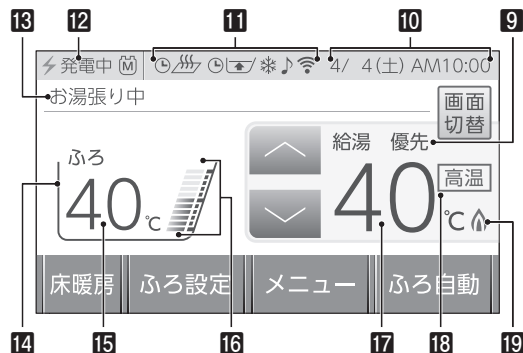 13 12 11 10 9
発電中 M 4/ 4(土) AM10:00
お湯張り中
画面
切替
ふろ 給湯 優先
40℃ 40℃ 高温
床暖房 ふろ設定 メニュー ふろ自動
14 15 16 17 18 19